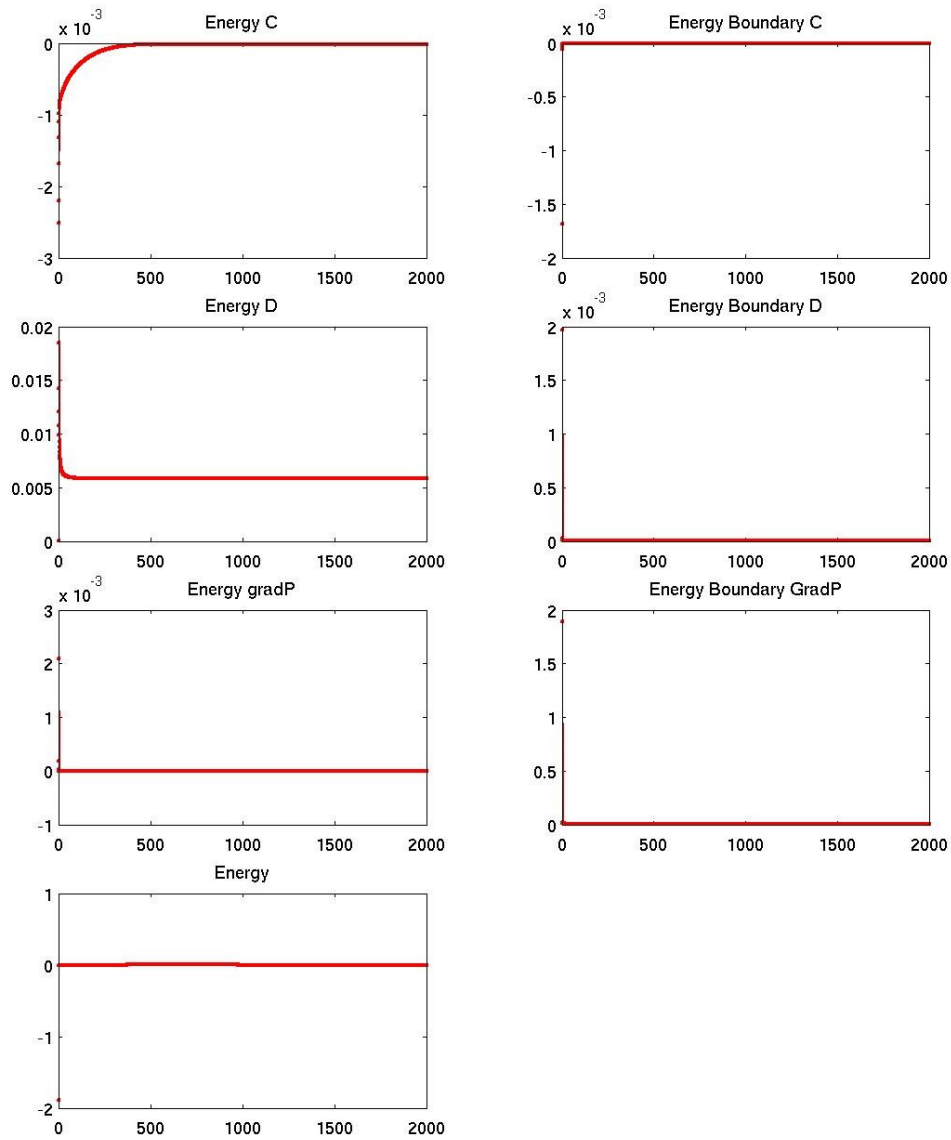 x 10⁻³
Energy C
0
-1
-2
-3
0 500 1000 1500 2000
x 10⁻³
Energy Boundary C
0
-0.5
-1
-1.5
-2
0 500 1000 1500 2000
Energy D
0.02
0.015
0.01
0.005
0
0 500 1000 1500 2000
x 10⁻³
Energy Boundary D
2
1.5
1
0.5
0
0 500 1000 1500 2000
x 10⁻³
Energy gradP
3
2
1
0
-1
0 500 1000 1500 2000
Energy Boundary GradP
2
1.5
1
0.5
0
0 500 1000 1500 2000
Energy
1
0
-1
-2
0 500 1000 1500 2000